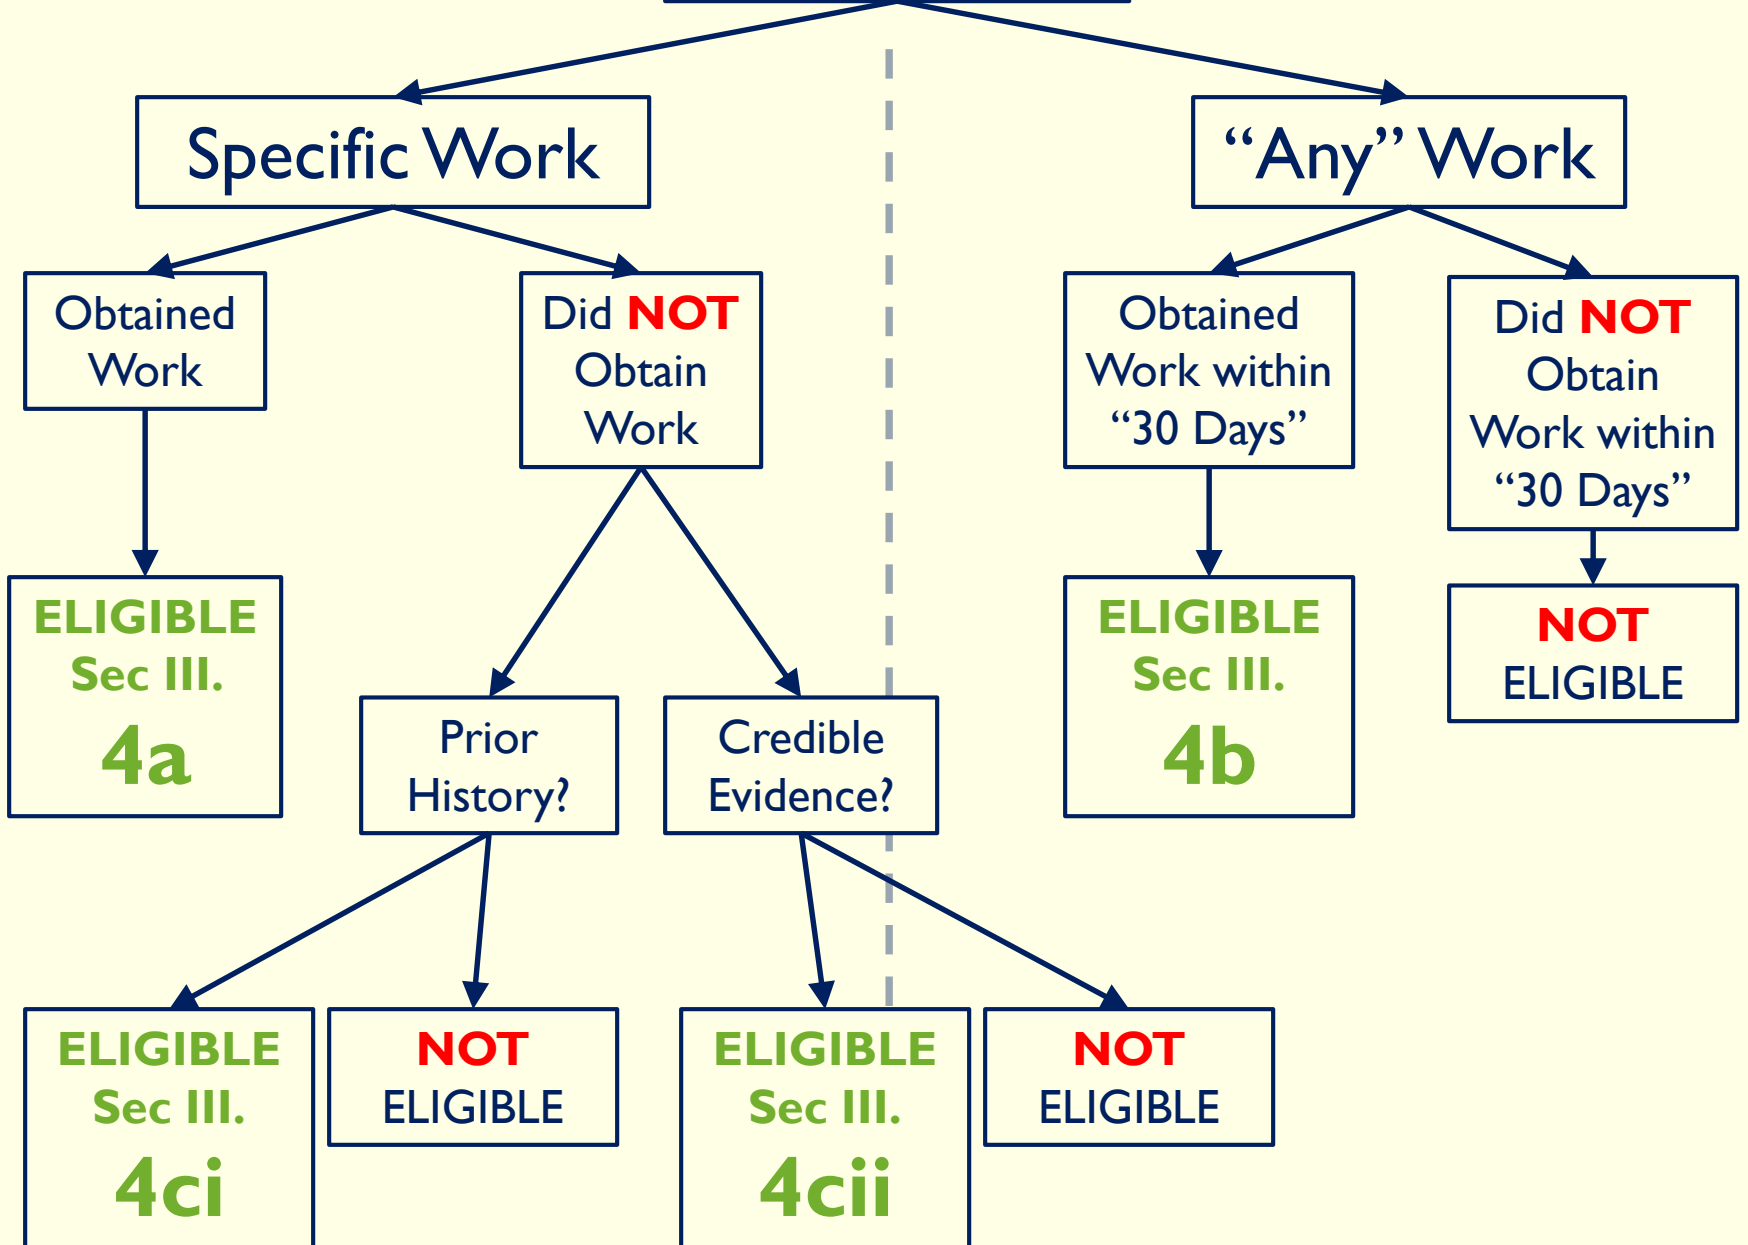 Specific Work
“Any” Work
Obtained
Work
Did NOT
Obtain
Work
Obtained
Work within
“30 Days”
Did NOT
Obtain
Work within
“30 Days”
ELIGIBLE
Sec III.
4a
Prior
History?
Credible
Evidence?
ELIGIBLE
Sec III.
4b
NOT
ELIGIBLE
ELIGIBLE
Sec III.
4ci
NOT
ELIGIBLE
ELIGIBLE
Sec III.
4cii
NOT
ELIGIBLE